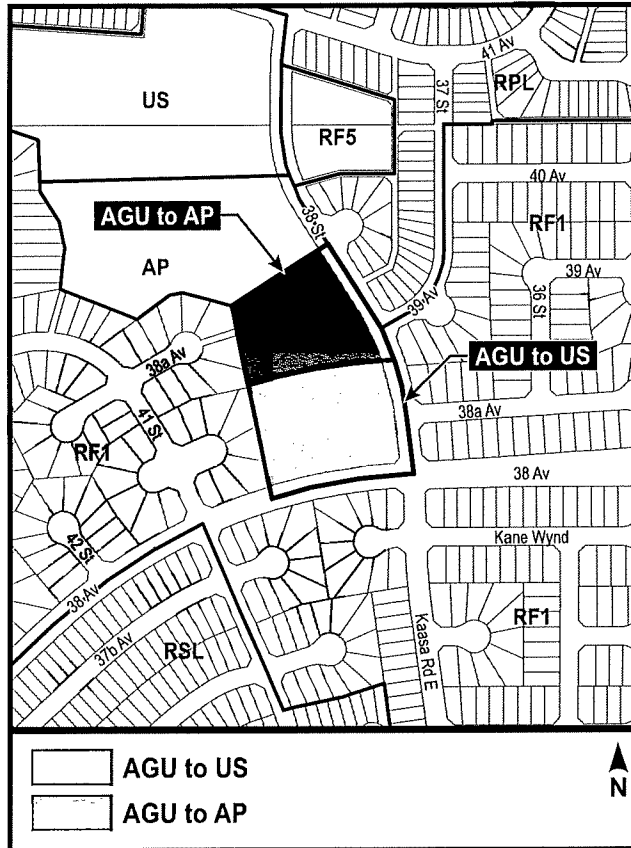 41 Av
US
RPL
37 St
RF5
40 Av
AGU to AP
38 St
RF1
AP
39 Av
36 St
39 Av
38a Av
AGU to US
38a Av
41 St
RF1
38 Av
42 St
Kane Wynd
38 Av
RF1
37b Av
RSL
Kaasa Rd E
AGU to US
AGU to AP
N